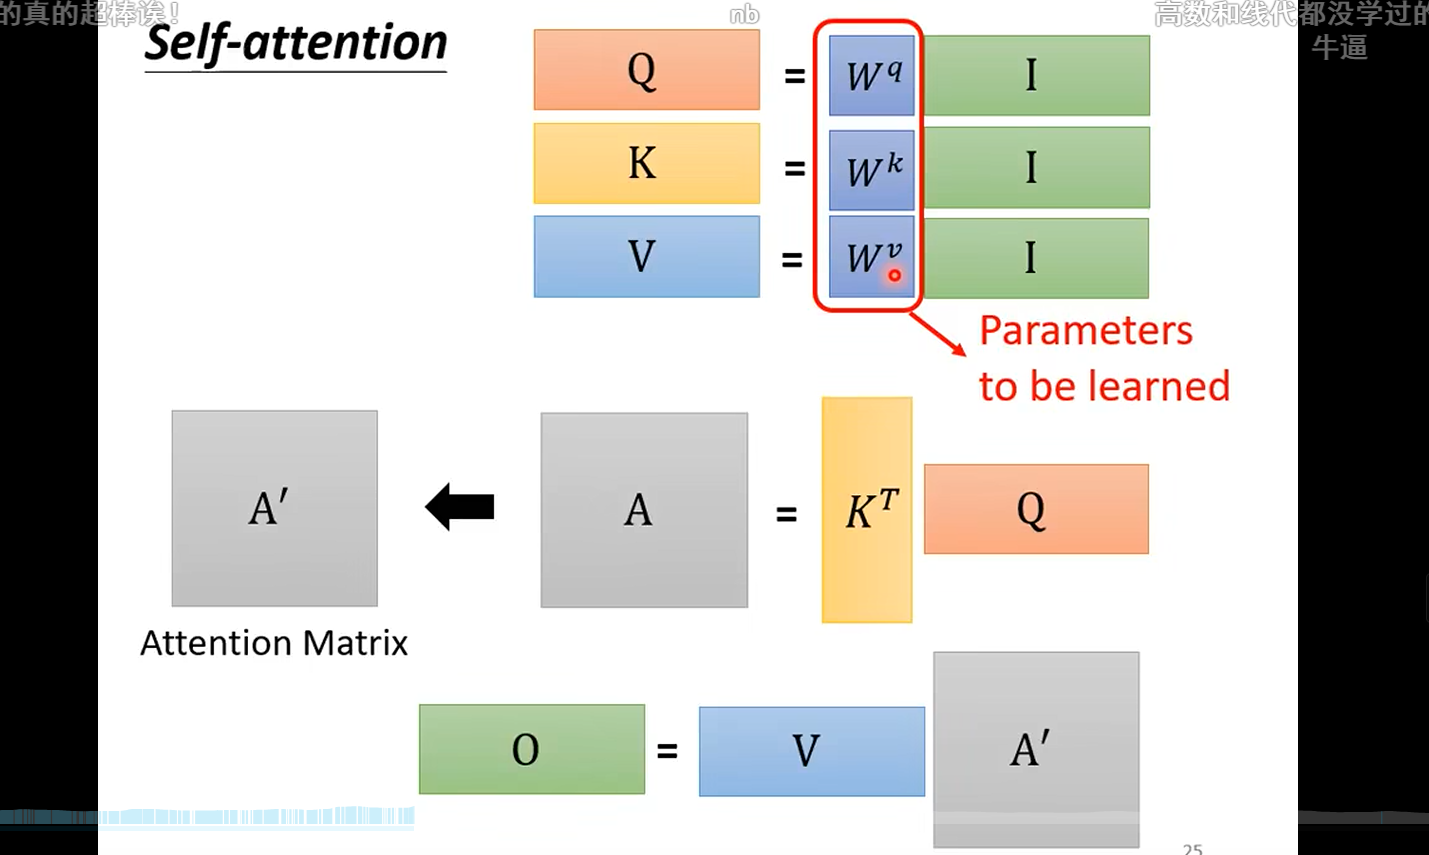 的真的超棒诶！
nb
高数和线代都没学过的
牛逼
Self-attention
Q = W^q I
K = W^k I
V = W^v I
Parameters
to be learned
A′ A = K^T Q
Attention Matrix
O = V A′
25